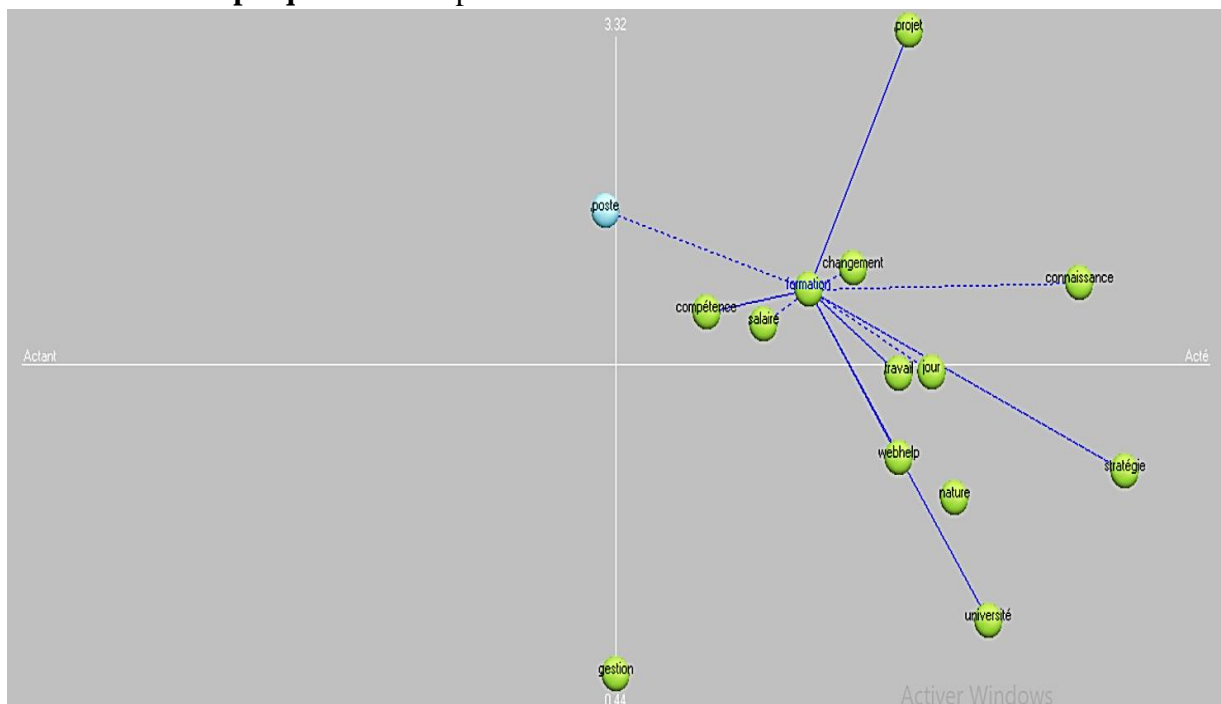 3.32
projet
poste
changement
connaissance
formation
compétence
salaire
Actant
Acté
travail
jour
webhelp
stratégie
nature
université
gestion
0.44
Activer Windows